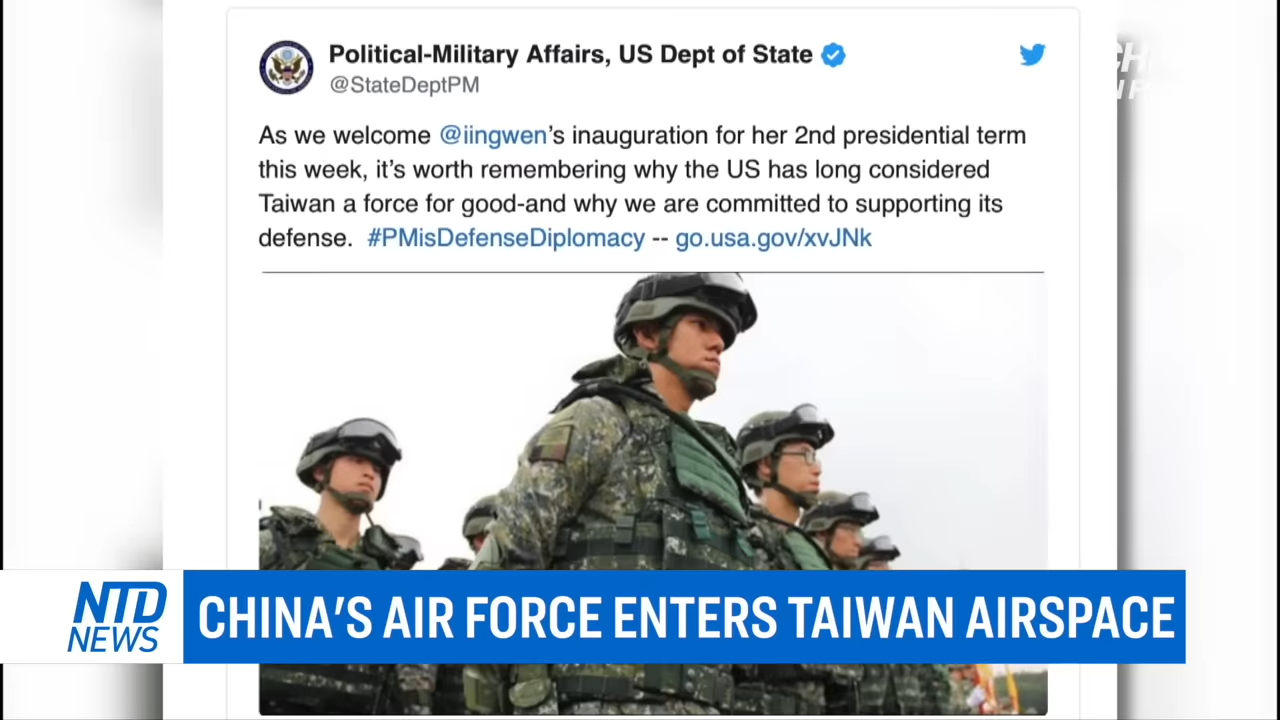 Political-Military Affairs, US Dept of State
@StateDeptPM
As we welcome @iingwen's inauguration for her 2nd presidential term
this week, it's worth remembering why the US has long considered
Taiwan a force for good-and why we are committed to supporting its
defense. #PMisDefenseDiplomacy -- go.usa.gov/xvJNk
NTD
NEWS
CHINA'S AIR FORCE ENTERS TAIWAN AIRSPACE